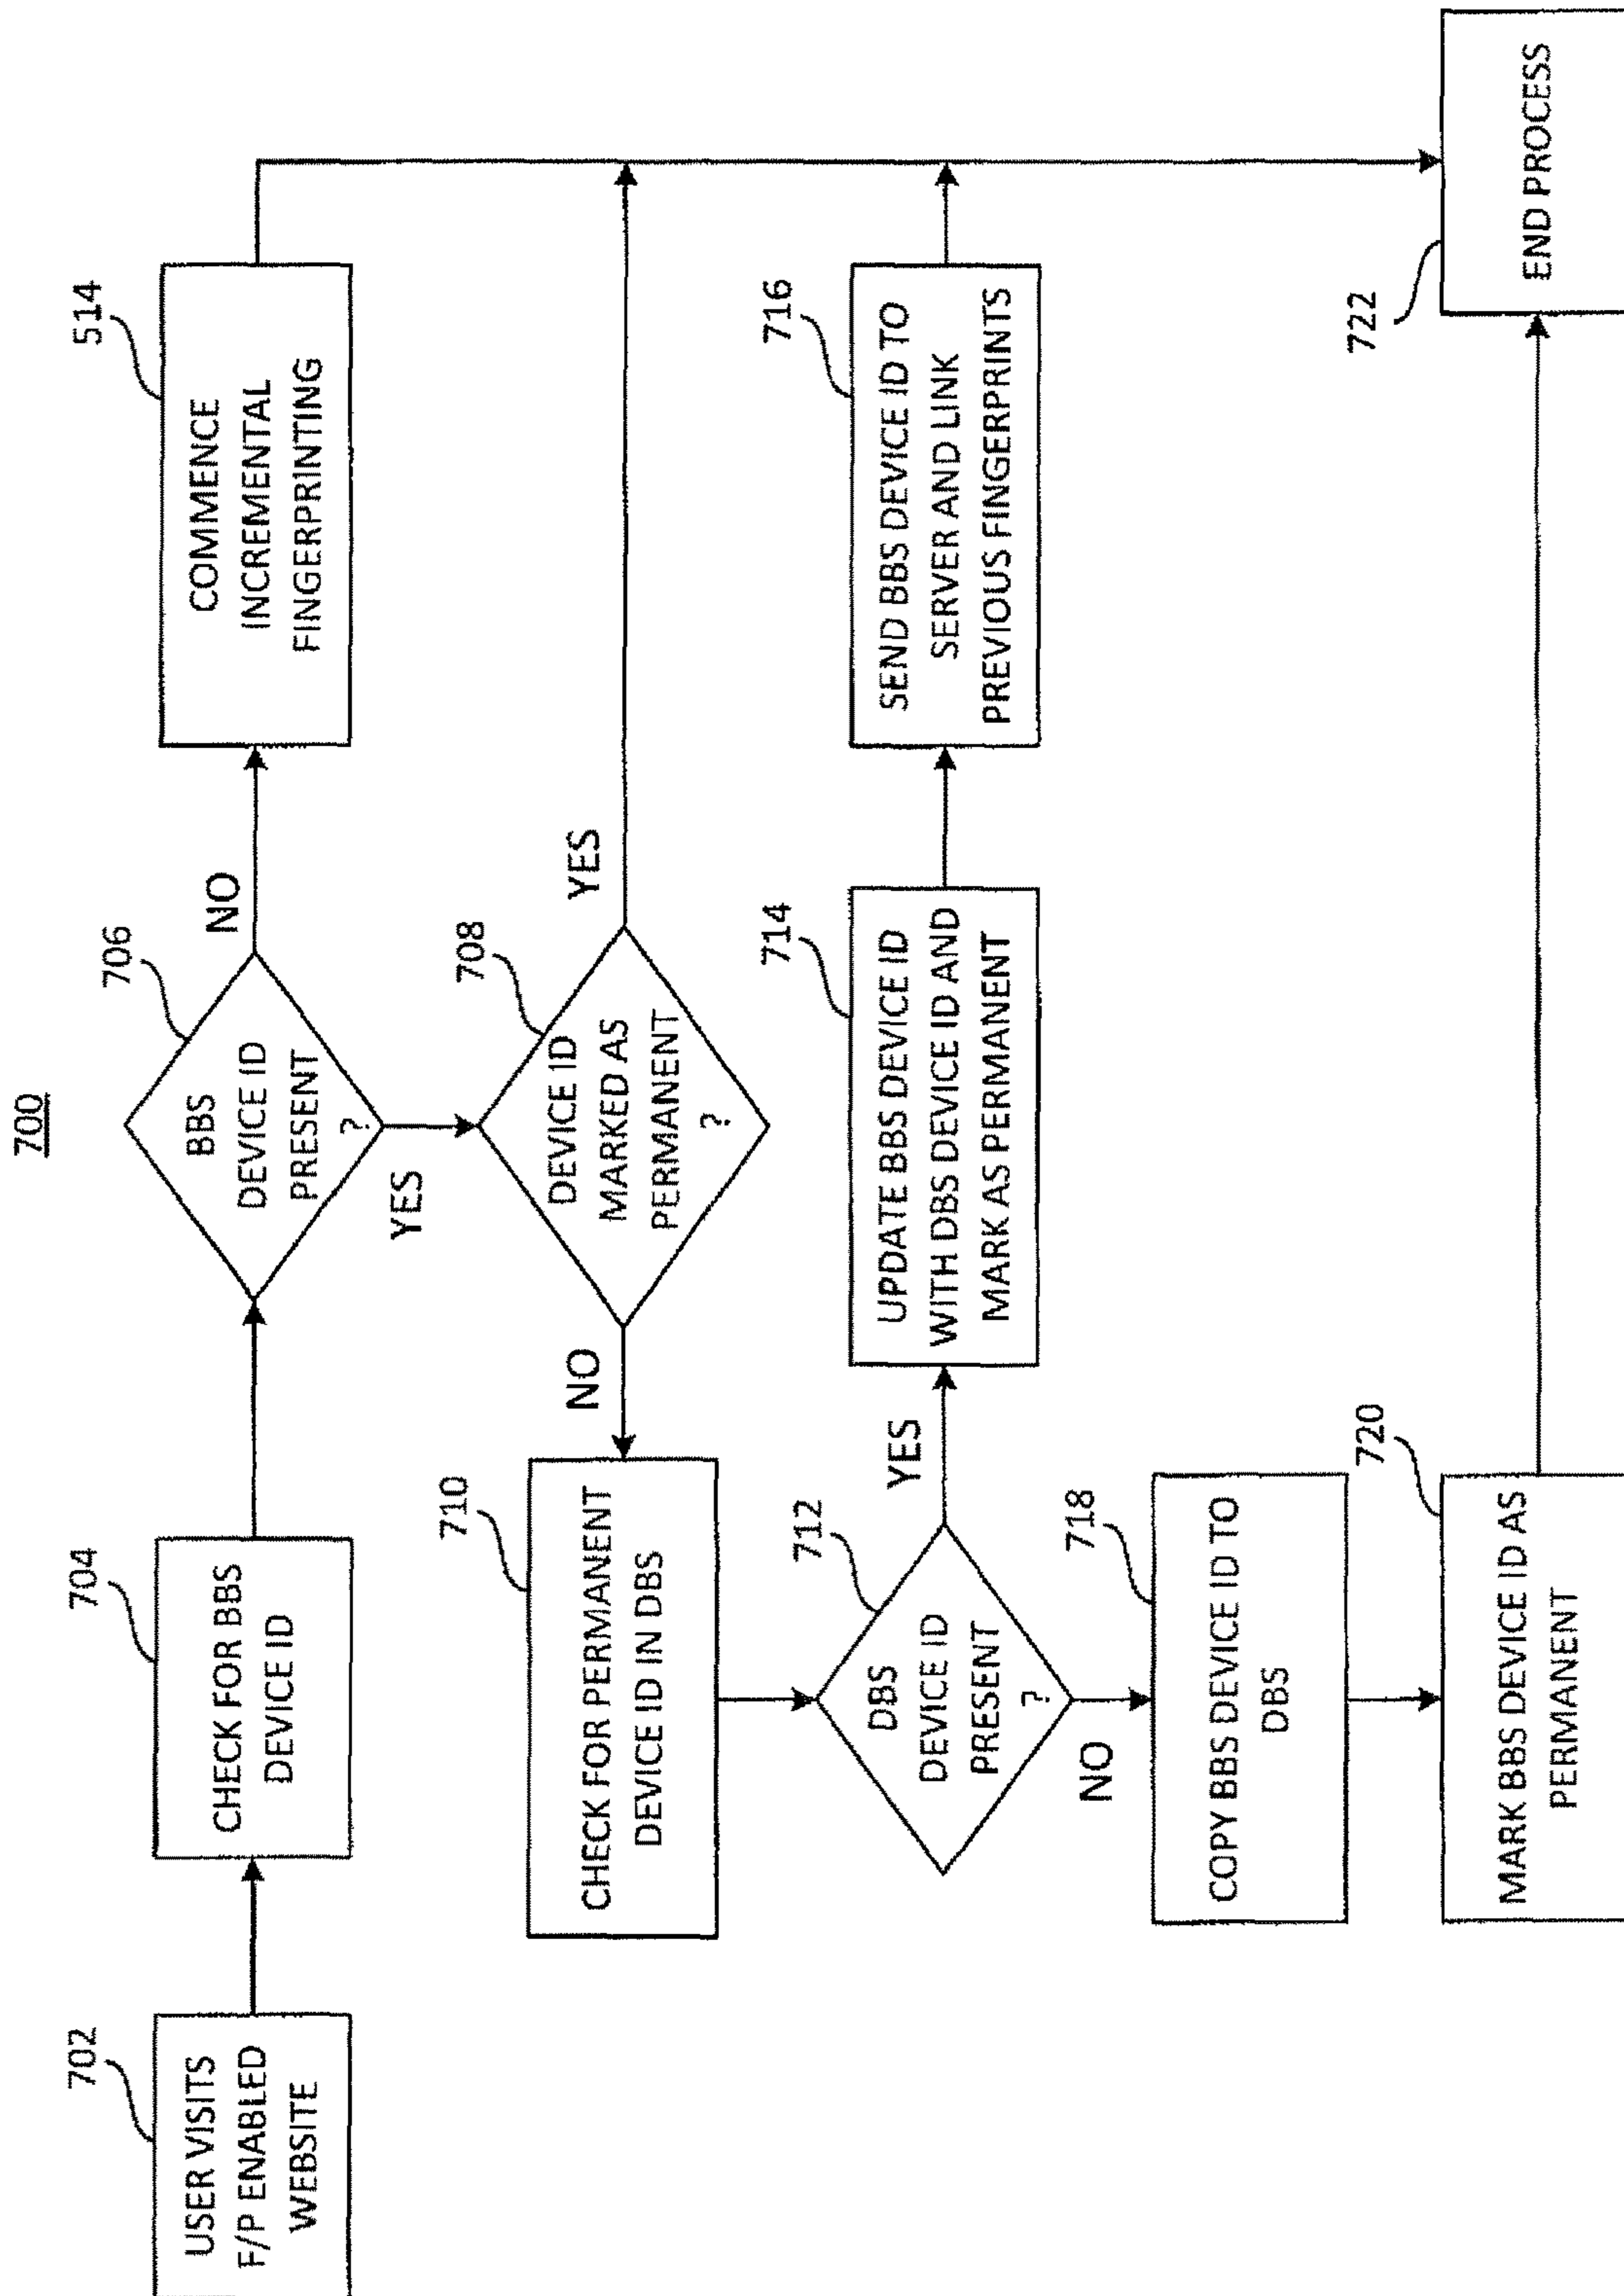 700
702
USER VISITS
F/P ENABLED
WEBSITE
704
CHECK FOR BBS
DEVICE ID
706
BBS
DEVICE ID
PRESENT
?
NO
YES
514
COMMENCE
INCREMENTAL
FINGERPRINTING
708
DEVICE ID
MARKED AS
PERMANENT
?
YES
NO
710
CHECK FOR PERMANENT
DEVICE ID IN DBS
712
DBS
DEVICE ID
PRESENT
?
YES
NO
714
UPDATE BBS DEVICE ID
WITH DBS DEVICE ID AND
MARK AS PERMANENT
716
SEND BBS DEVICE ID TO
SERVER AND LINK
PREVIOUS FINGERPRINTS
718
COPY BBS DEVICE ID TO
DBS
720
MARK BBS DEVICE ID AS
PERMANENT
722
END PROCESS